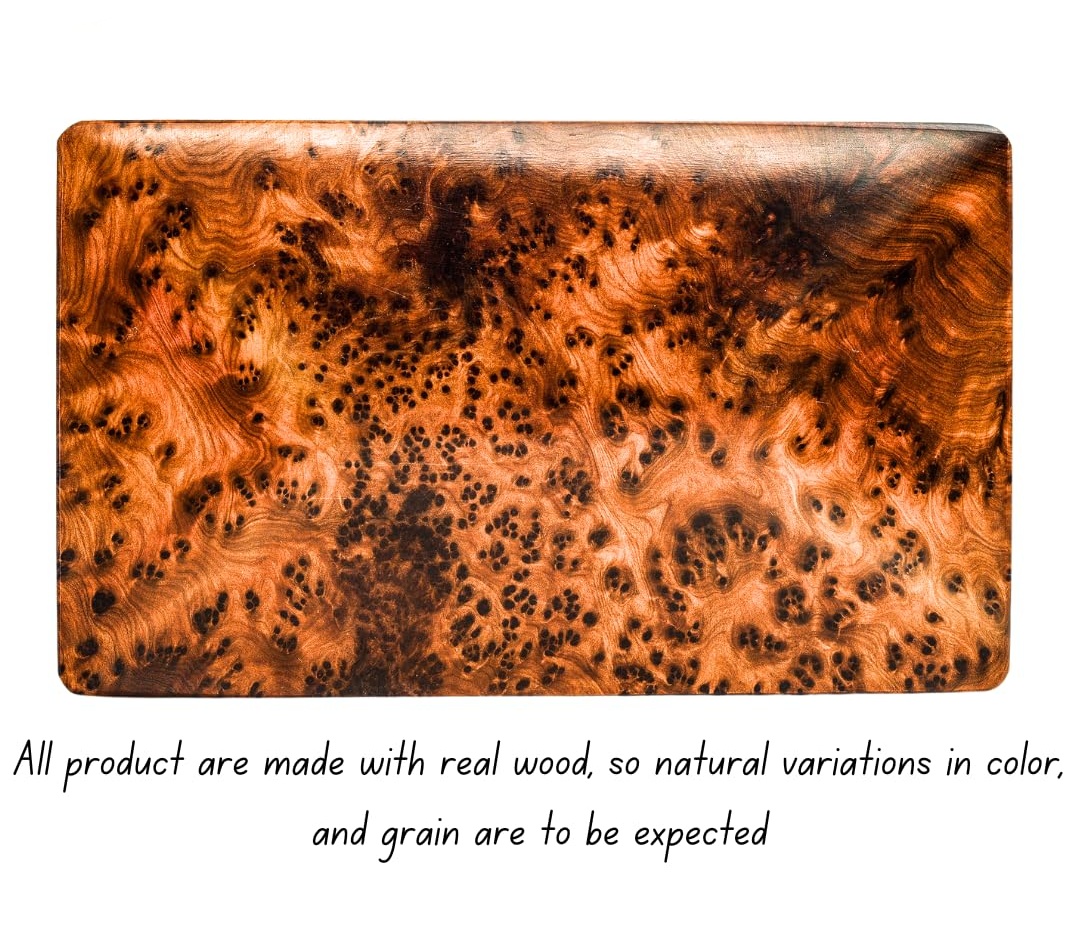 All product are made with real wood, so natural variations in color,
and grain are to be expected